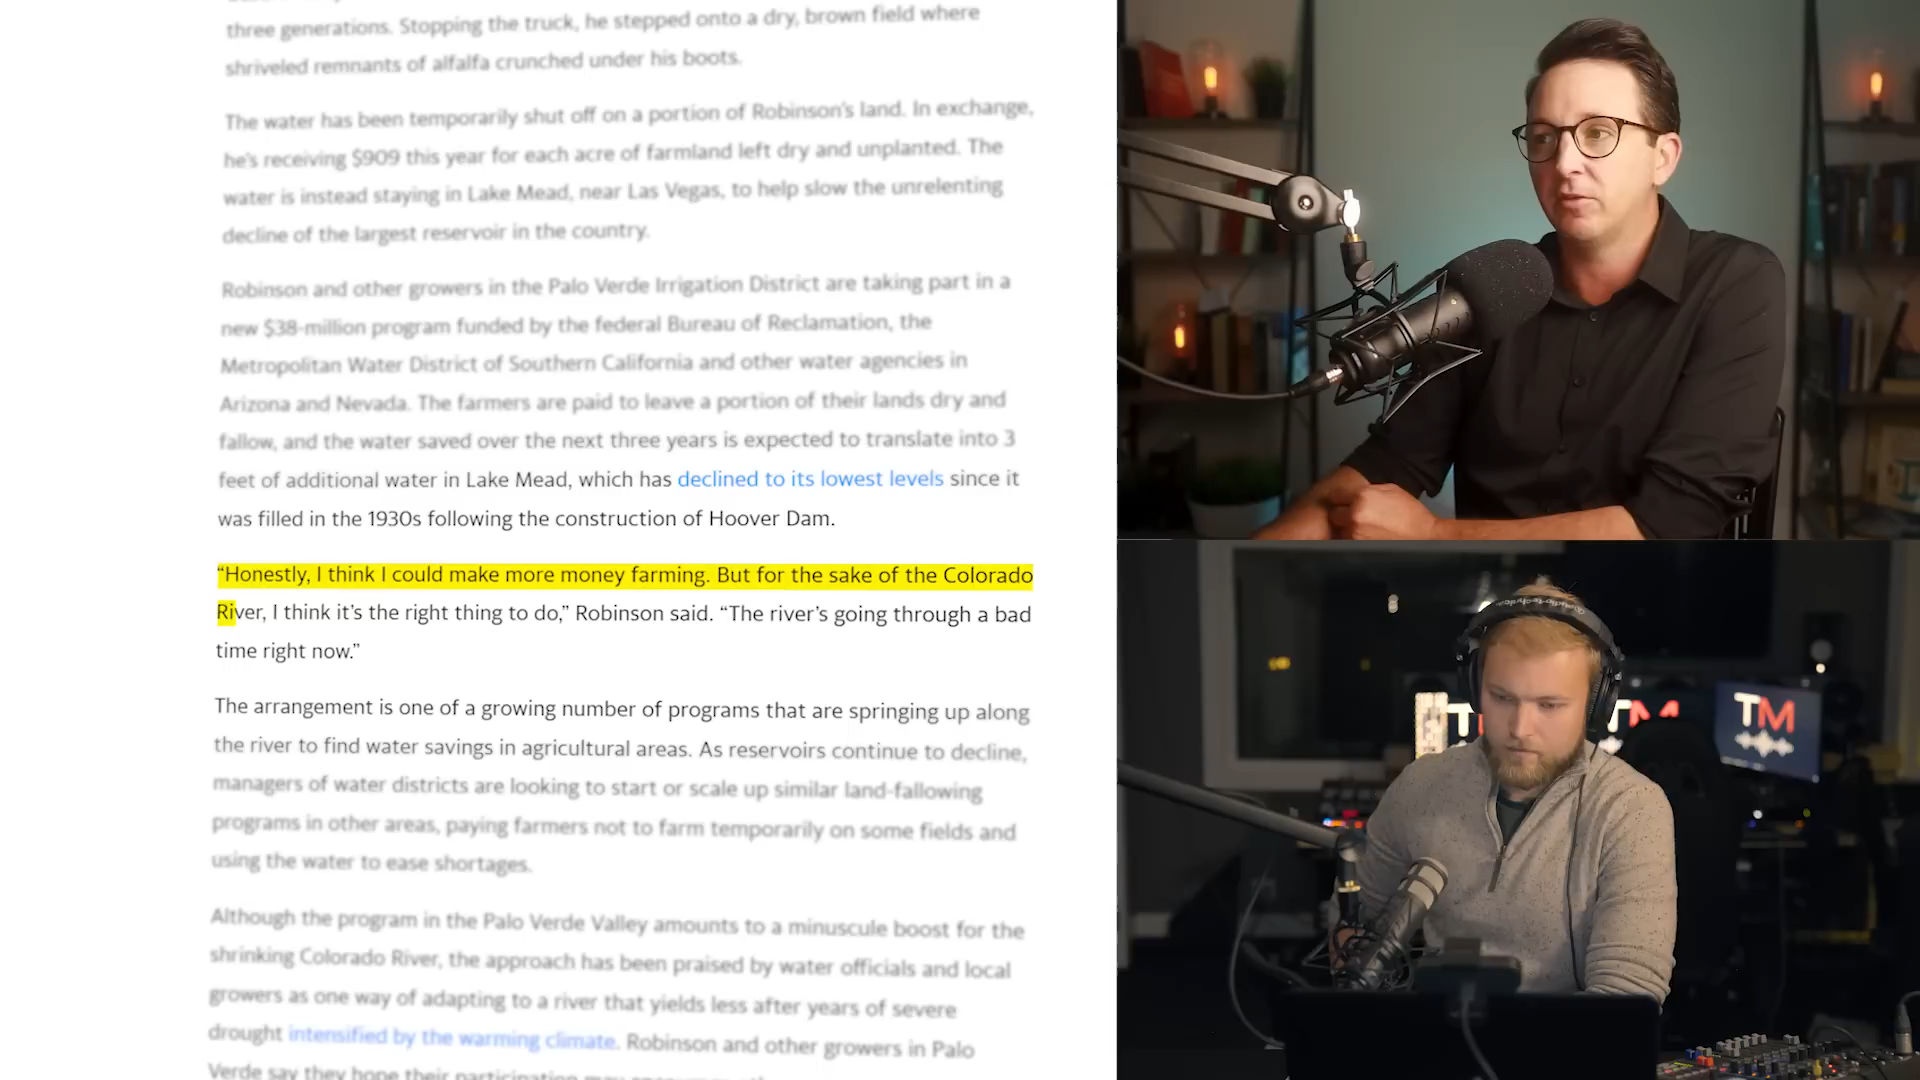 three generations. Stopping the truck, he stepped onto a dry, brown field where
shriveled remnants of alfalfa crunched under his boots.
The water has been temporarily shut off on a portion of Robinson's land. In exchange,
he's receiving $909 this year for each acre of farmland left dry and unplanted. The
water is instead staying in Lake Mead, near Las Vegas, to help slow the unrelenting
decline of the largest reservoir in the country.
Robinson and other growers in the Palo Verde Irrigation District are taking part in a
new $38-million program funded by the federal Bureau of Reclamation, the
Metropolitan Water District of Southern California and other water agencies in
Arizona and Nevada. The farmers are paid to leave a portion of their lands dry and
fallow, and the water saved over the next three years is expected to translate into 3
feet of additional water in Lake Mead, which has declined to its lowest levels since it
was filled in the 1930s following the construction of Hoover Dam.
“Honestly, I think I could make more money farming. But for the sake of the Colorado
River, I think it's the right thing to do,” Robinson said. “The river's going through a bad
time right now.”
The arrangement is one of a growing number of programs that are springing up along
the river to find water savings in agricultural areas. As reservoirs continue to decline,
managers of water districts are looking to start or scale up similar land-fallowing
programs in other areas, paying farmers not to farm temporarily on some fields and
using the water to ease shortages.
Although the program in the Palo Verde Valley amounts to a minuscule boost for the
shrinking Colorado River, the approach has been praised by water officials and local
growers as one way of adapting to a river that yields less after years of severe
drought intensified by the warming climate. Robinson and other growers in Palo
Verde say they hope their participation may
audio-technica
TM
TM